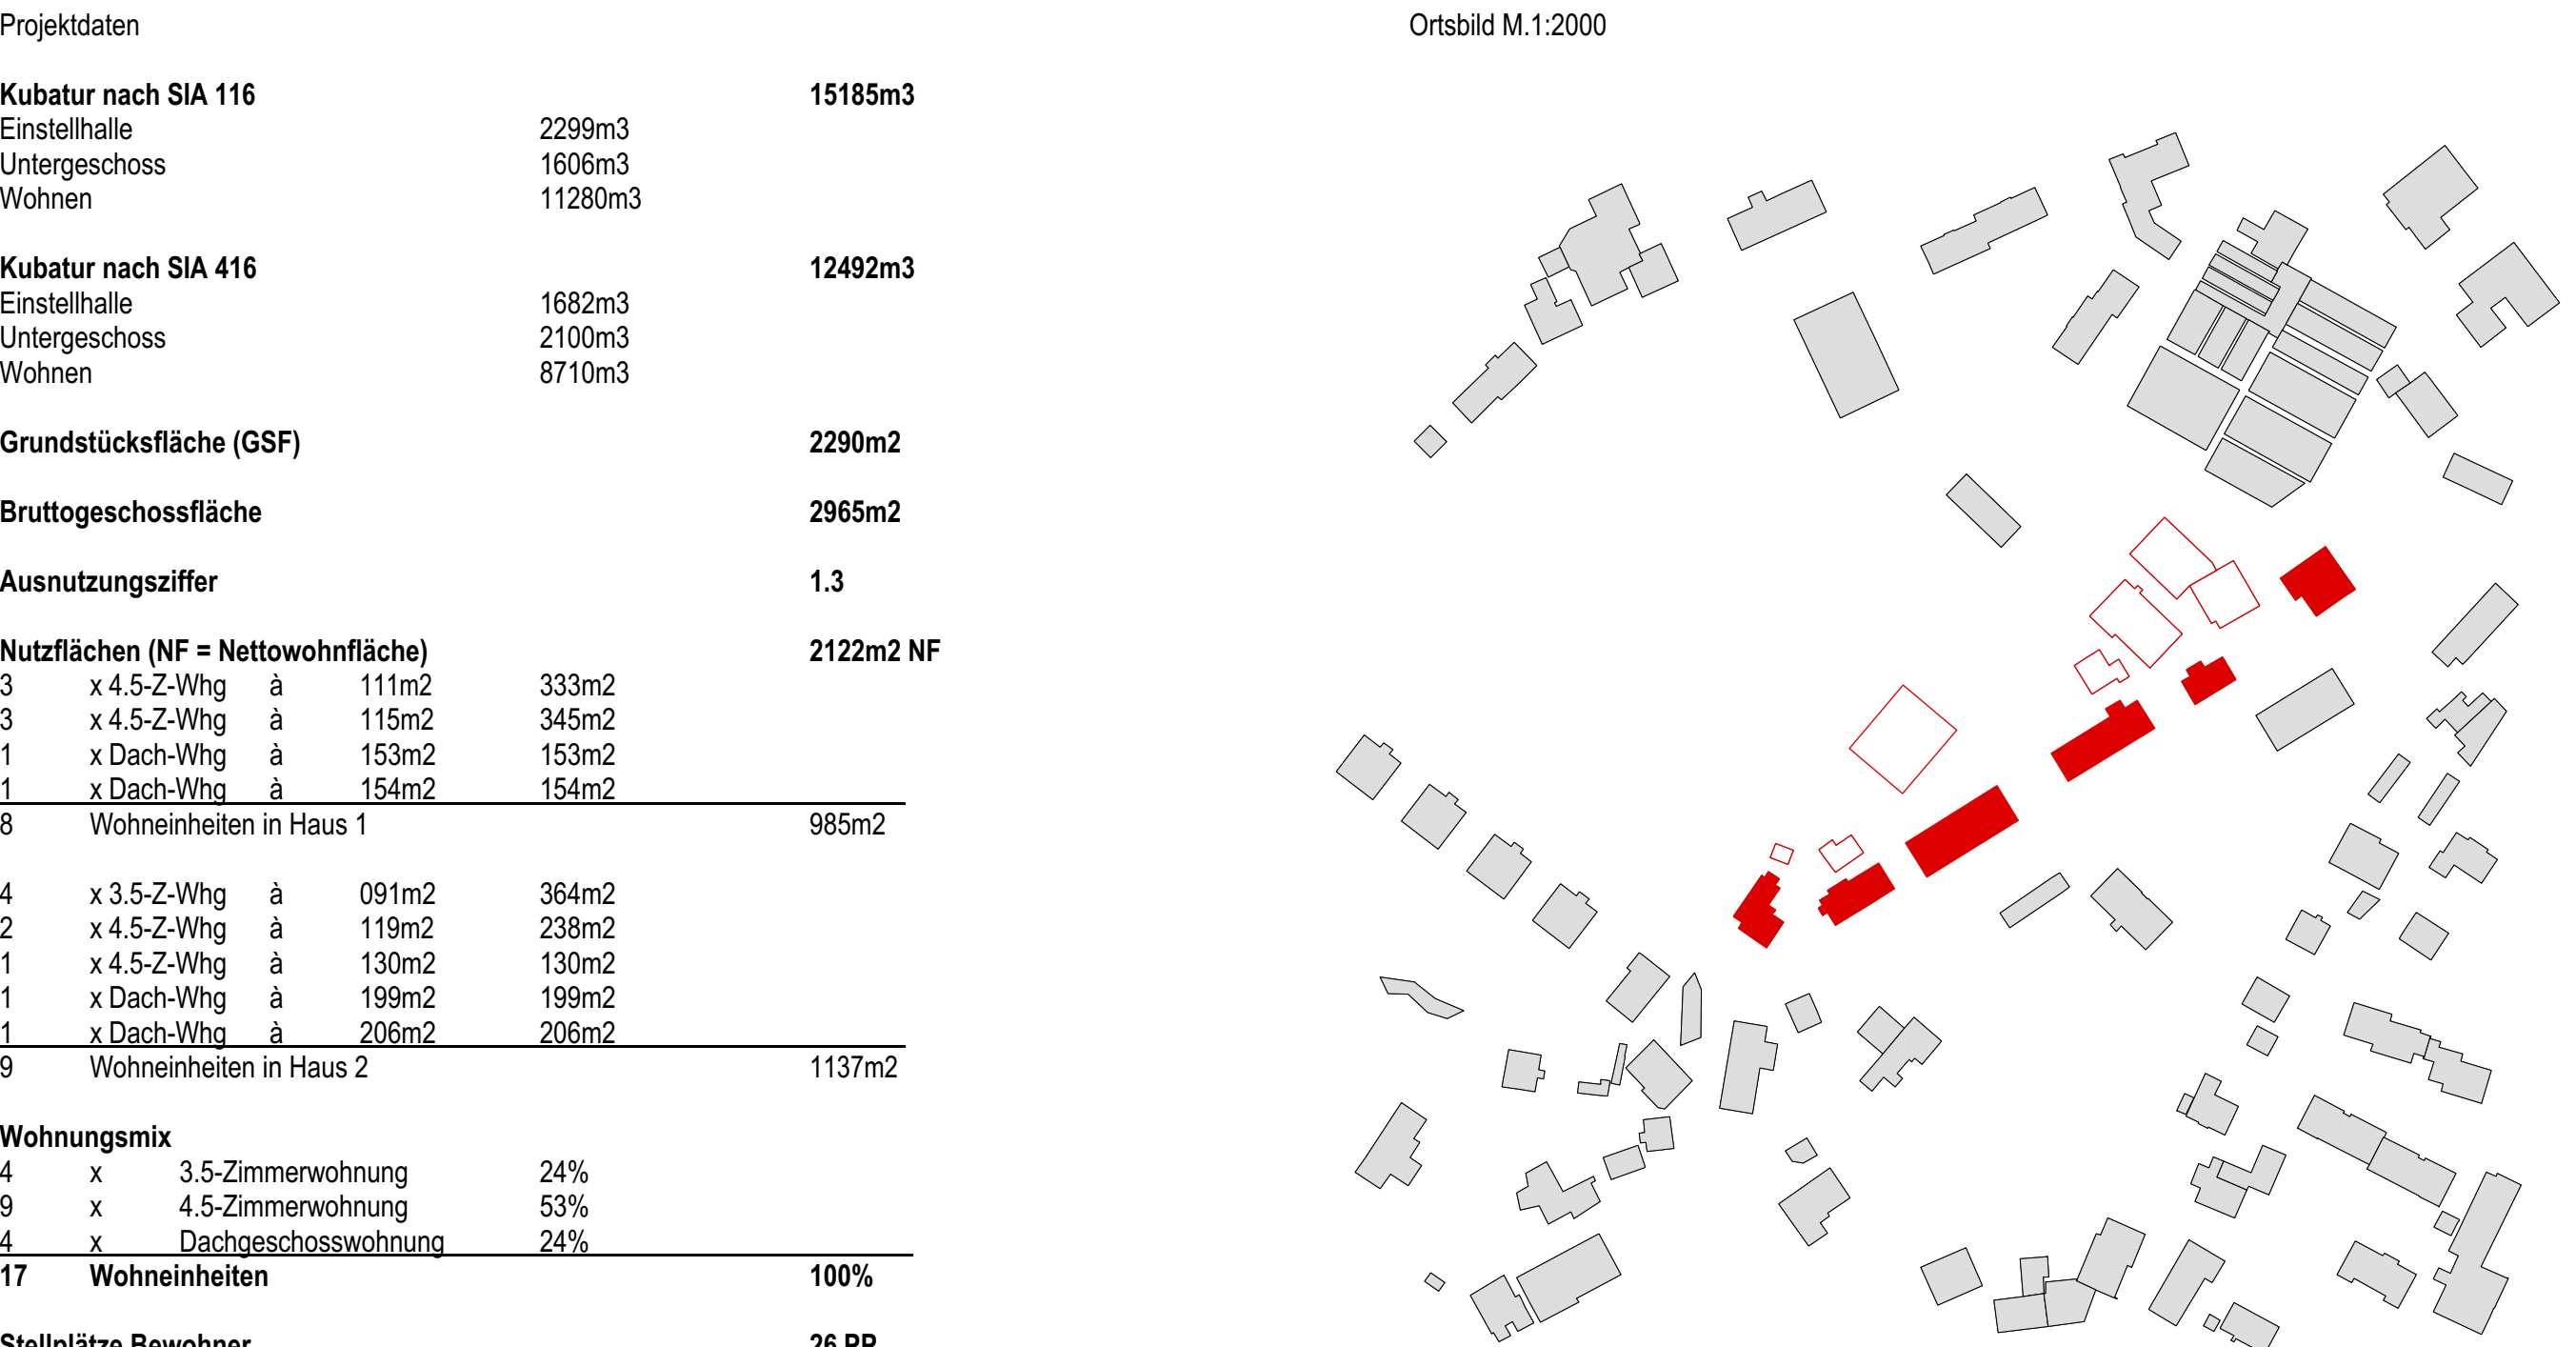 Projektdaten
Ortsbild M.1:2000
Kubatur nach SIA 116 15185m3
Einstellhalle 2299m3
Untergeschoss 1606m3
Wohnen 11280m3
Kubatur nach SIA 416 12492m3
Einstellhalle 1682m3
Untergeschoss 2100m3
Wohnen 8710m3
Grundstücksfläche (GSF) 2290m2
Bruttogeschossfläche 2965m2
Ausnutzungsziffer 1.3
Nutzflächen (NF = Nettowohnfläche) 2122m2 NF
3 x 4.5-Z-Whg à 111m2 333m2
3 x 4.5-Z-Whg à 115m2 345m2
1 x Dach-Whg à 153m2 153m2
1 x Dach-Whg à 154m2 154m2
8 Wohneinheiten in Haus 1 985m2
4 x 3.5-Z-Whg à 091m2 364m2
2 x 4.5-Z-Whg à 119m2 238m2
1 x 4.5-Z-Whg à 130m2 130m2
1 x Dach-Whg à 199m2 199m2
1 x Dach-Whg à 206m2 206m2
9 Wohneinheiten in Haus 2 1137m2
Wohnungsmix
4 x 3.5-Zimmerwohnung 24%
9 x 4.5-Zimmerwohnung 53%
4 x Dachgeschosswohnung 24%
17 Wohneinheiten 100%
Stellplätze Bewohner 26 PP